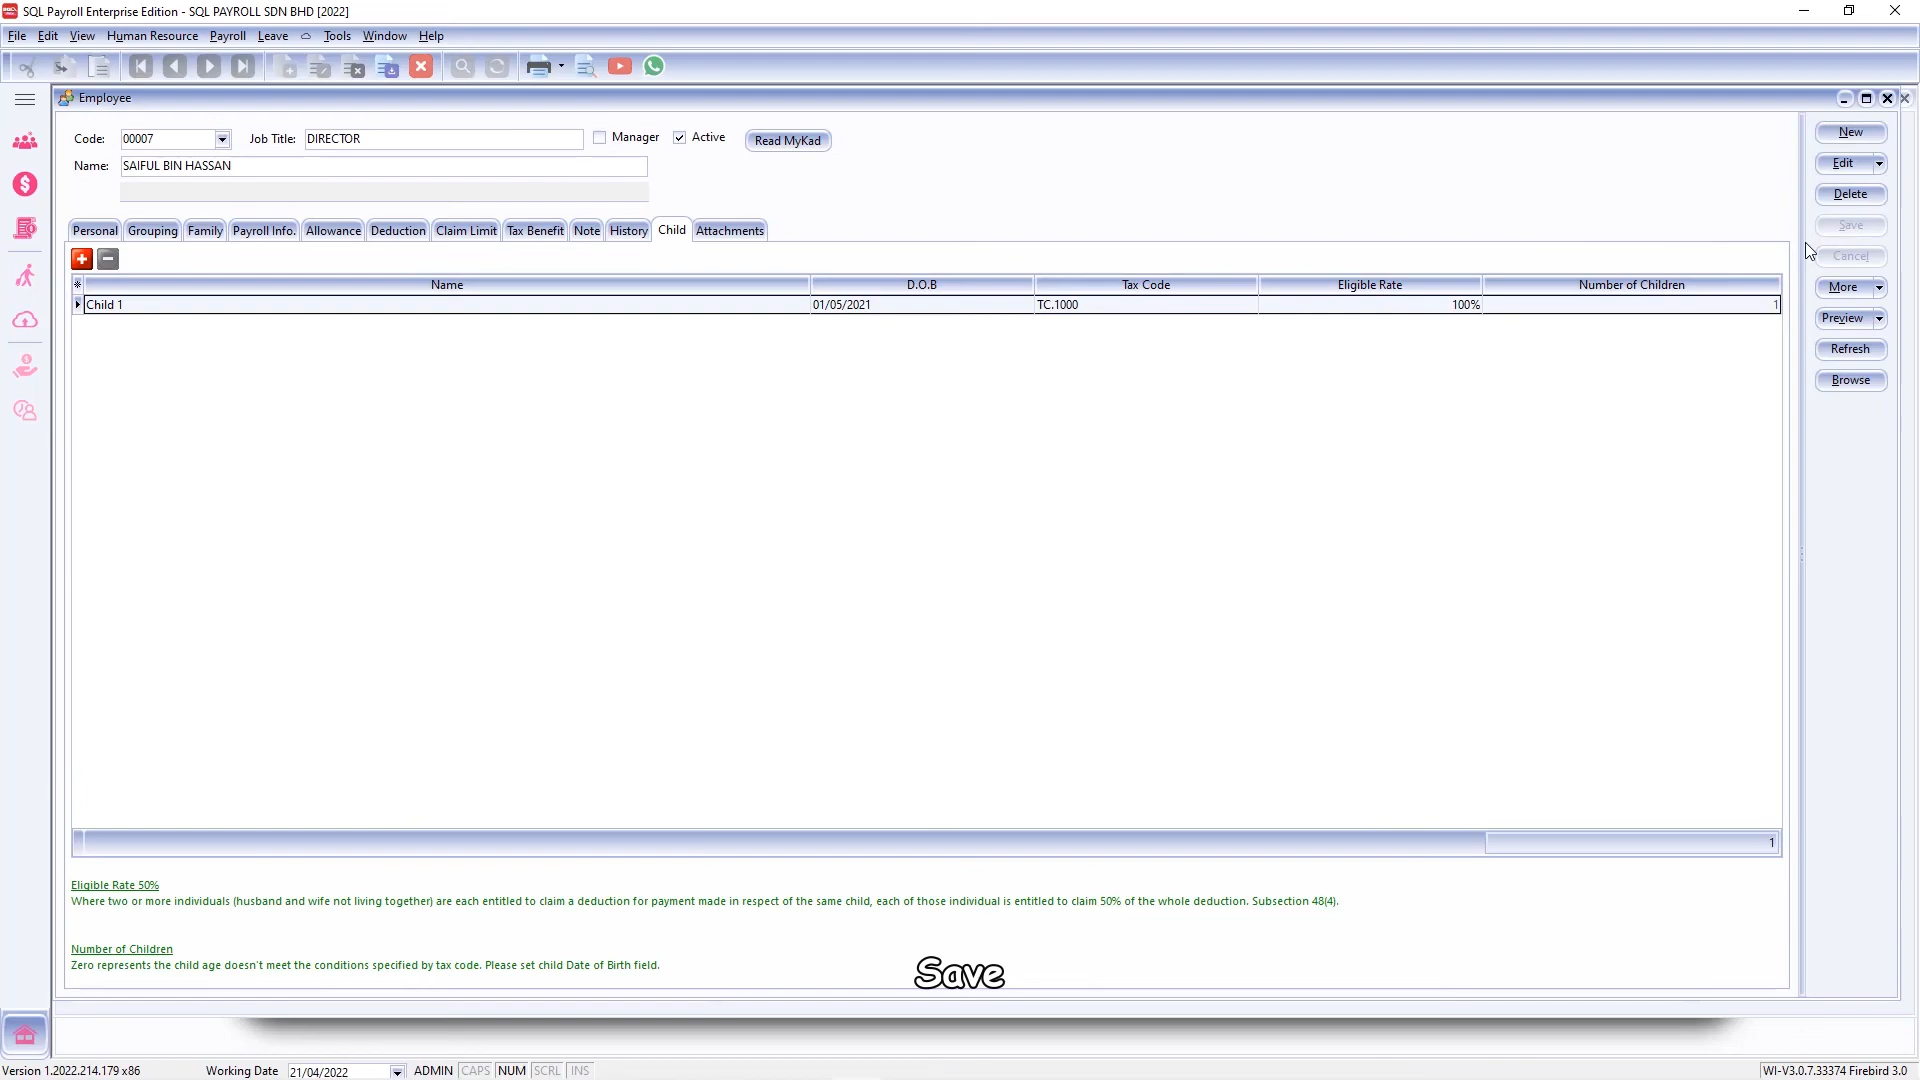 SQL Payroll Enterprise Edition - SQL PAYROLL SDN BHD [2022]
File Edit View Human Resource Payroll Leave Tools Window Help
Employee
Code: 00007 Job Title: DIRECTOR Manager Active Read MyKad
Name: SAIFUL BIN HASSAN
Personal Grouping Family Payroll Info. Allowance Deduction Claim Limit Tax Benefit Note History Child Attachments
Name D.O.B Tax Code Eligible Rate Number of Children
Child 1 01/05/2021 TC.1000 100% 1
1
Eligible Rate 50%
Where two or more individuals (husband and wife not living together) are each entitled to claim a deduction for payment made in respect of the same child, each of those individual is entitled to claim 50% of the whole deduction. Subsection 48(4).
Number of Children
Zero represents the child age doesn't meet the conditions specified by tax code. Please set child Date of Birth field.
Save
New
Edit
Delete
Save
Cancel
More
Preview
Refresh
Browse
Version 1.2022.214.179 x86 Working Date 21/04/2022 ADMIN CAPS NUM SCRL INS WI-V3.0.7.33374 Firebird 3.0